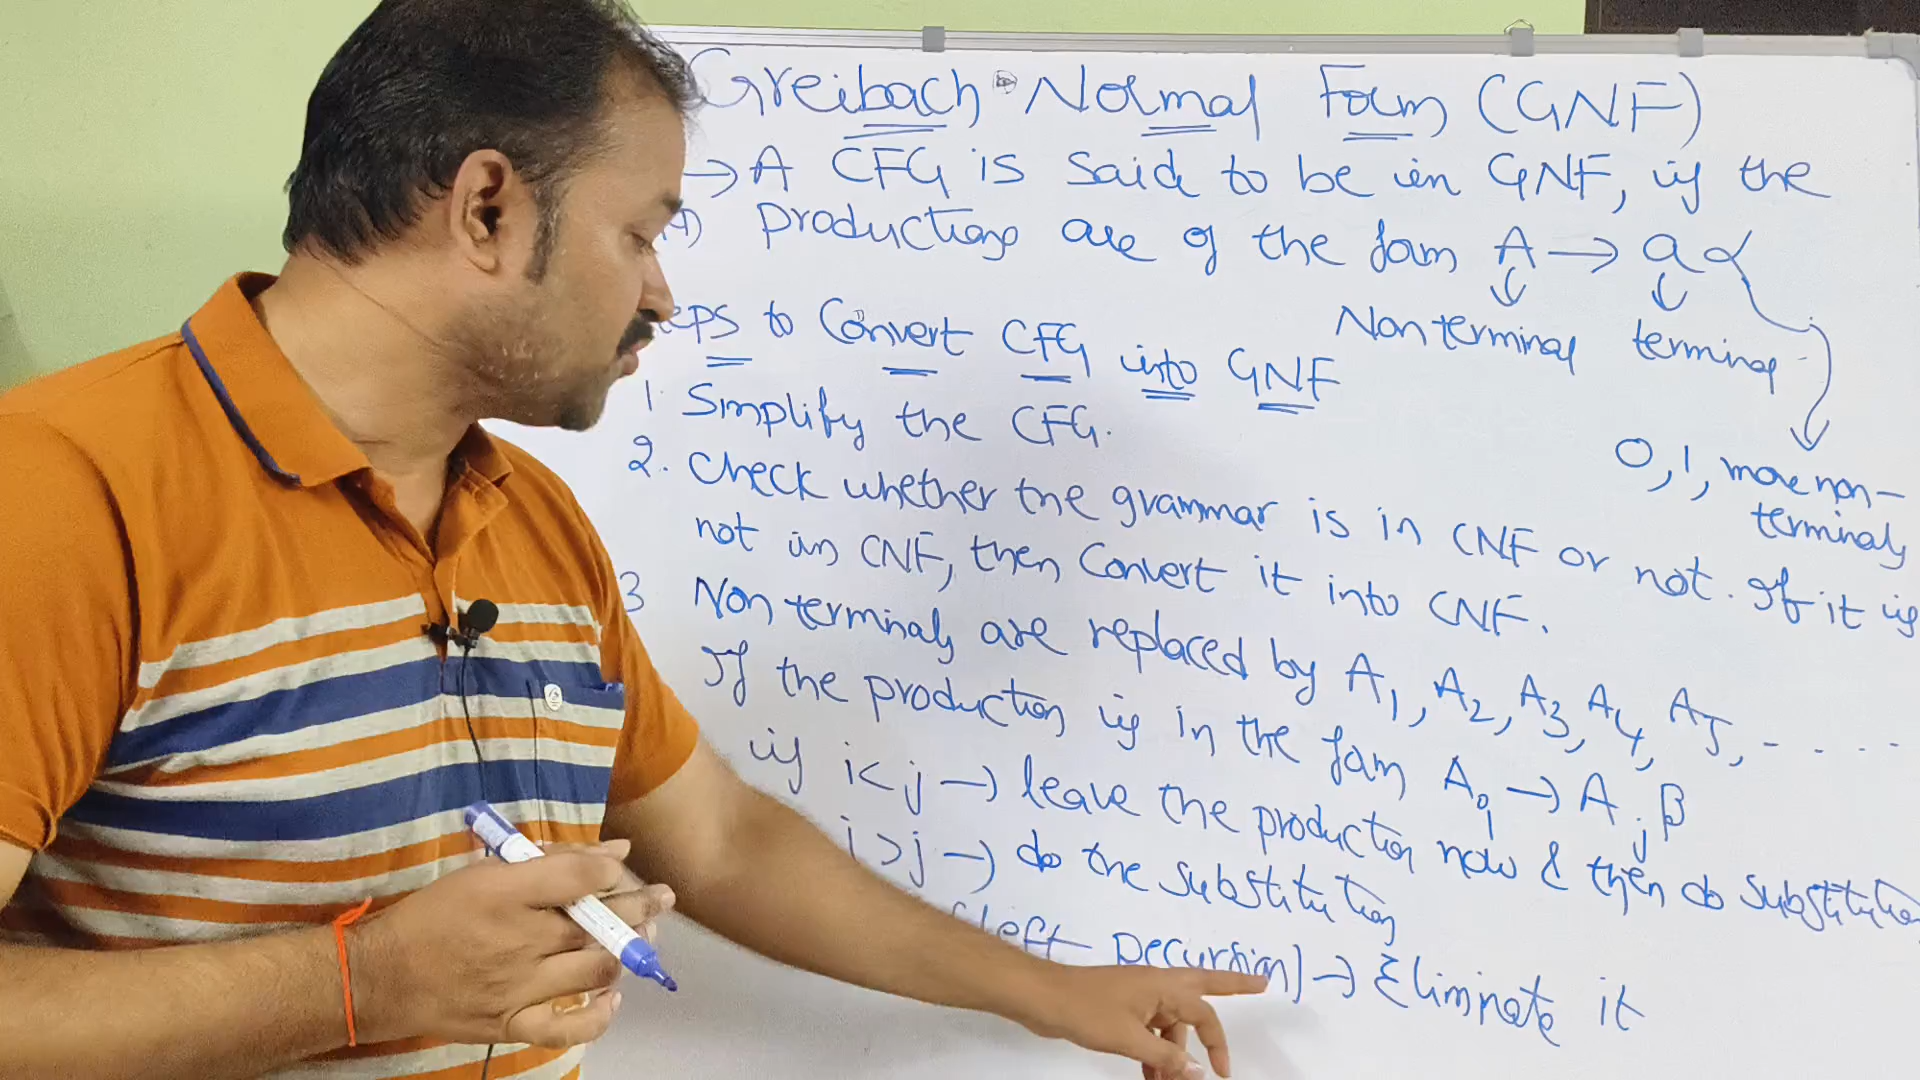 Greibach Normal Form (GNF)
→ A CFG is said to be in GNF, if the
productions are of the form A → aα
Non terminal terminal
0, 1, more non-
terminals
Steps to Convert CFG into GNF
1. Simplify the CFG.
2. Check whether the grammar is in CNF or not. If it is
not in CNF, then Convert it into CNF.
3 Non terminals are replaced by A1, A2, A3, A4, A5, - - - - -
If the production is in the form Ai → Aj β
if i<j → leave the production now & then do substitution
i>j → do the substitution
(left recursion) → Eliminate it